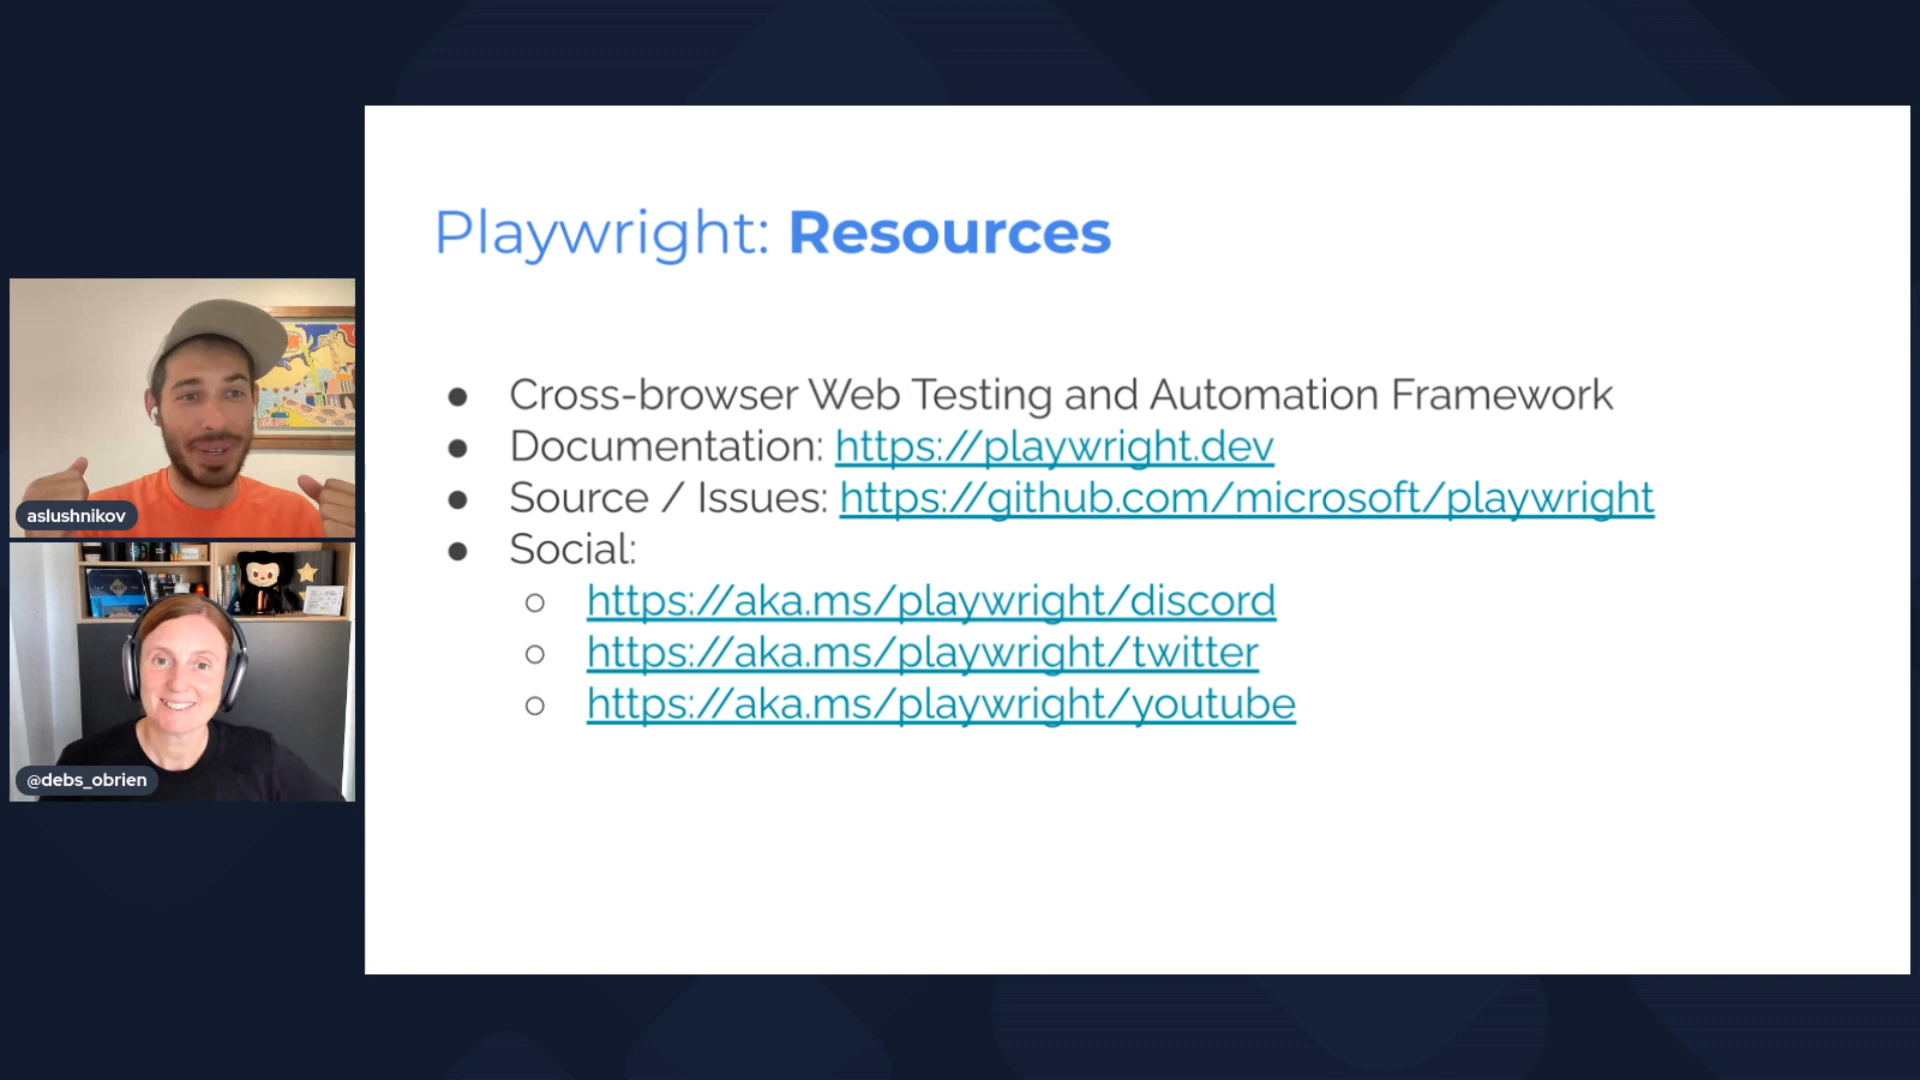 Playwright: Resources
● Cross-browser Web Testing and Automation Framework
● Documentation: https://playwright.dev
● Source / Issues: https://github.com/microsoft/playwright
● Social:
○ https://aka.ms/playwright/discord
○ https://aka.ms/playwright/twitter
○ https://aka.ms/playwright/youtube
aslushnikov
@debs_obrien